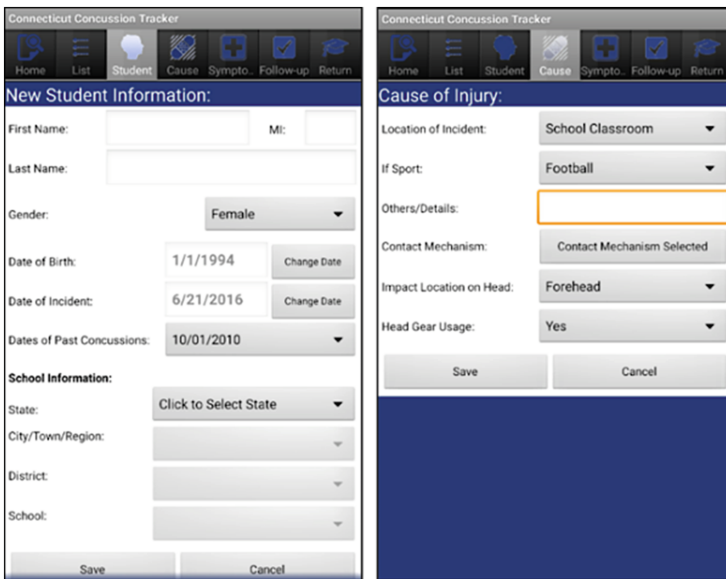 Connecticut Concussion Tracker
Home List Student Cause Sympto.. Follow-up Return
New Student Information:
First Name: MI:
Last Name:
Gender: Female
Date of Birth: 1/1/1994 Change Date
Date of Incident: 6/21/2016 Change Date
Dates of Past Concussions: 10/01/2010
School Information:
State: Click to Select State
City/Town/Region:
District:
School:
Save Cancel
Connecticut Concussion Tracker
Home List Student Cause Sympto.. Follow-up Return
Cause of Injury:
Location of Incident: School Classroom
If Sport: Football
Others/Details:
Contact Mechanism: Contact Mechanism Selected
Impact Location on Head: Forehead
Head Gear Usage: Yes
Save Cancel